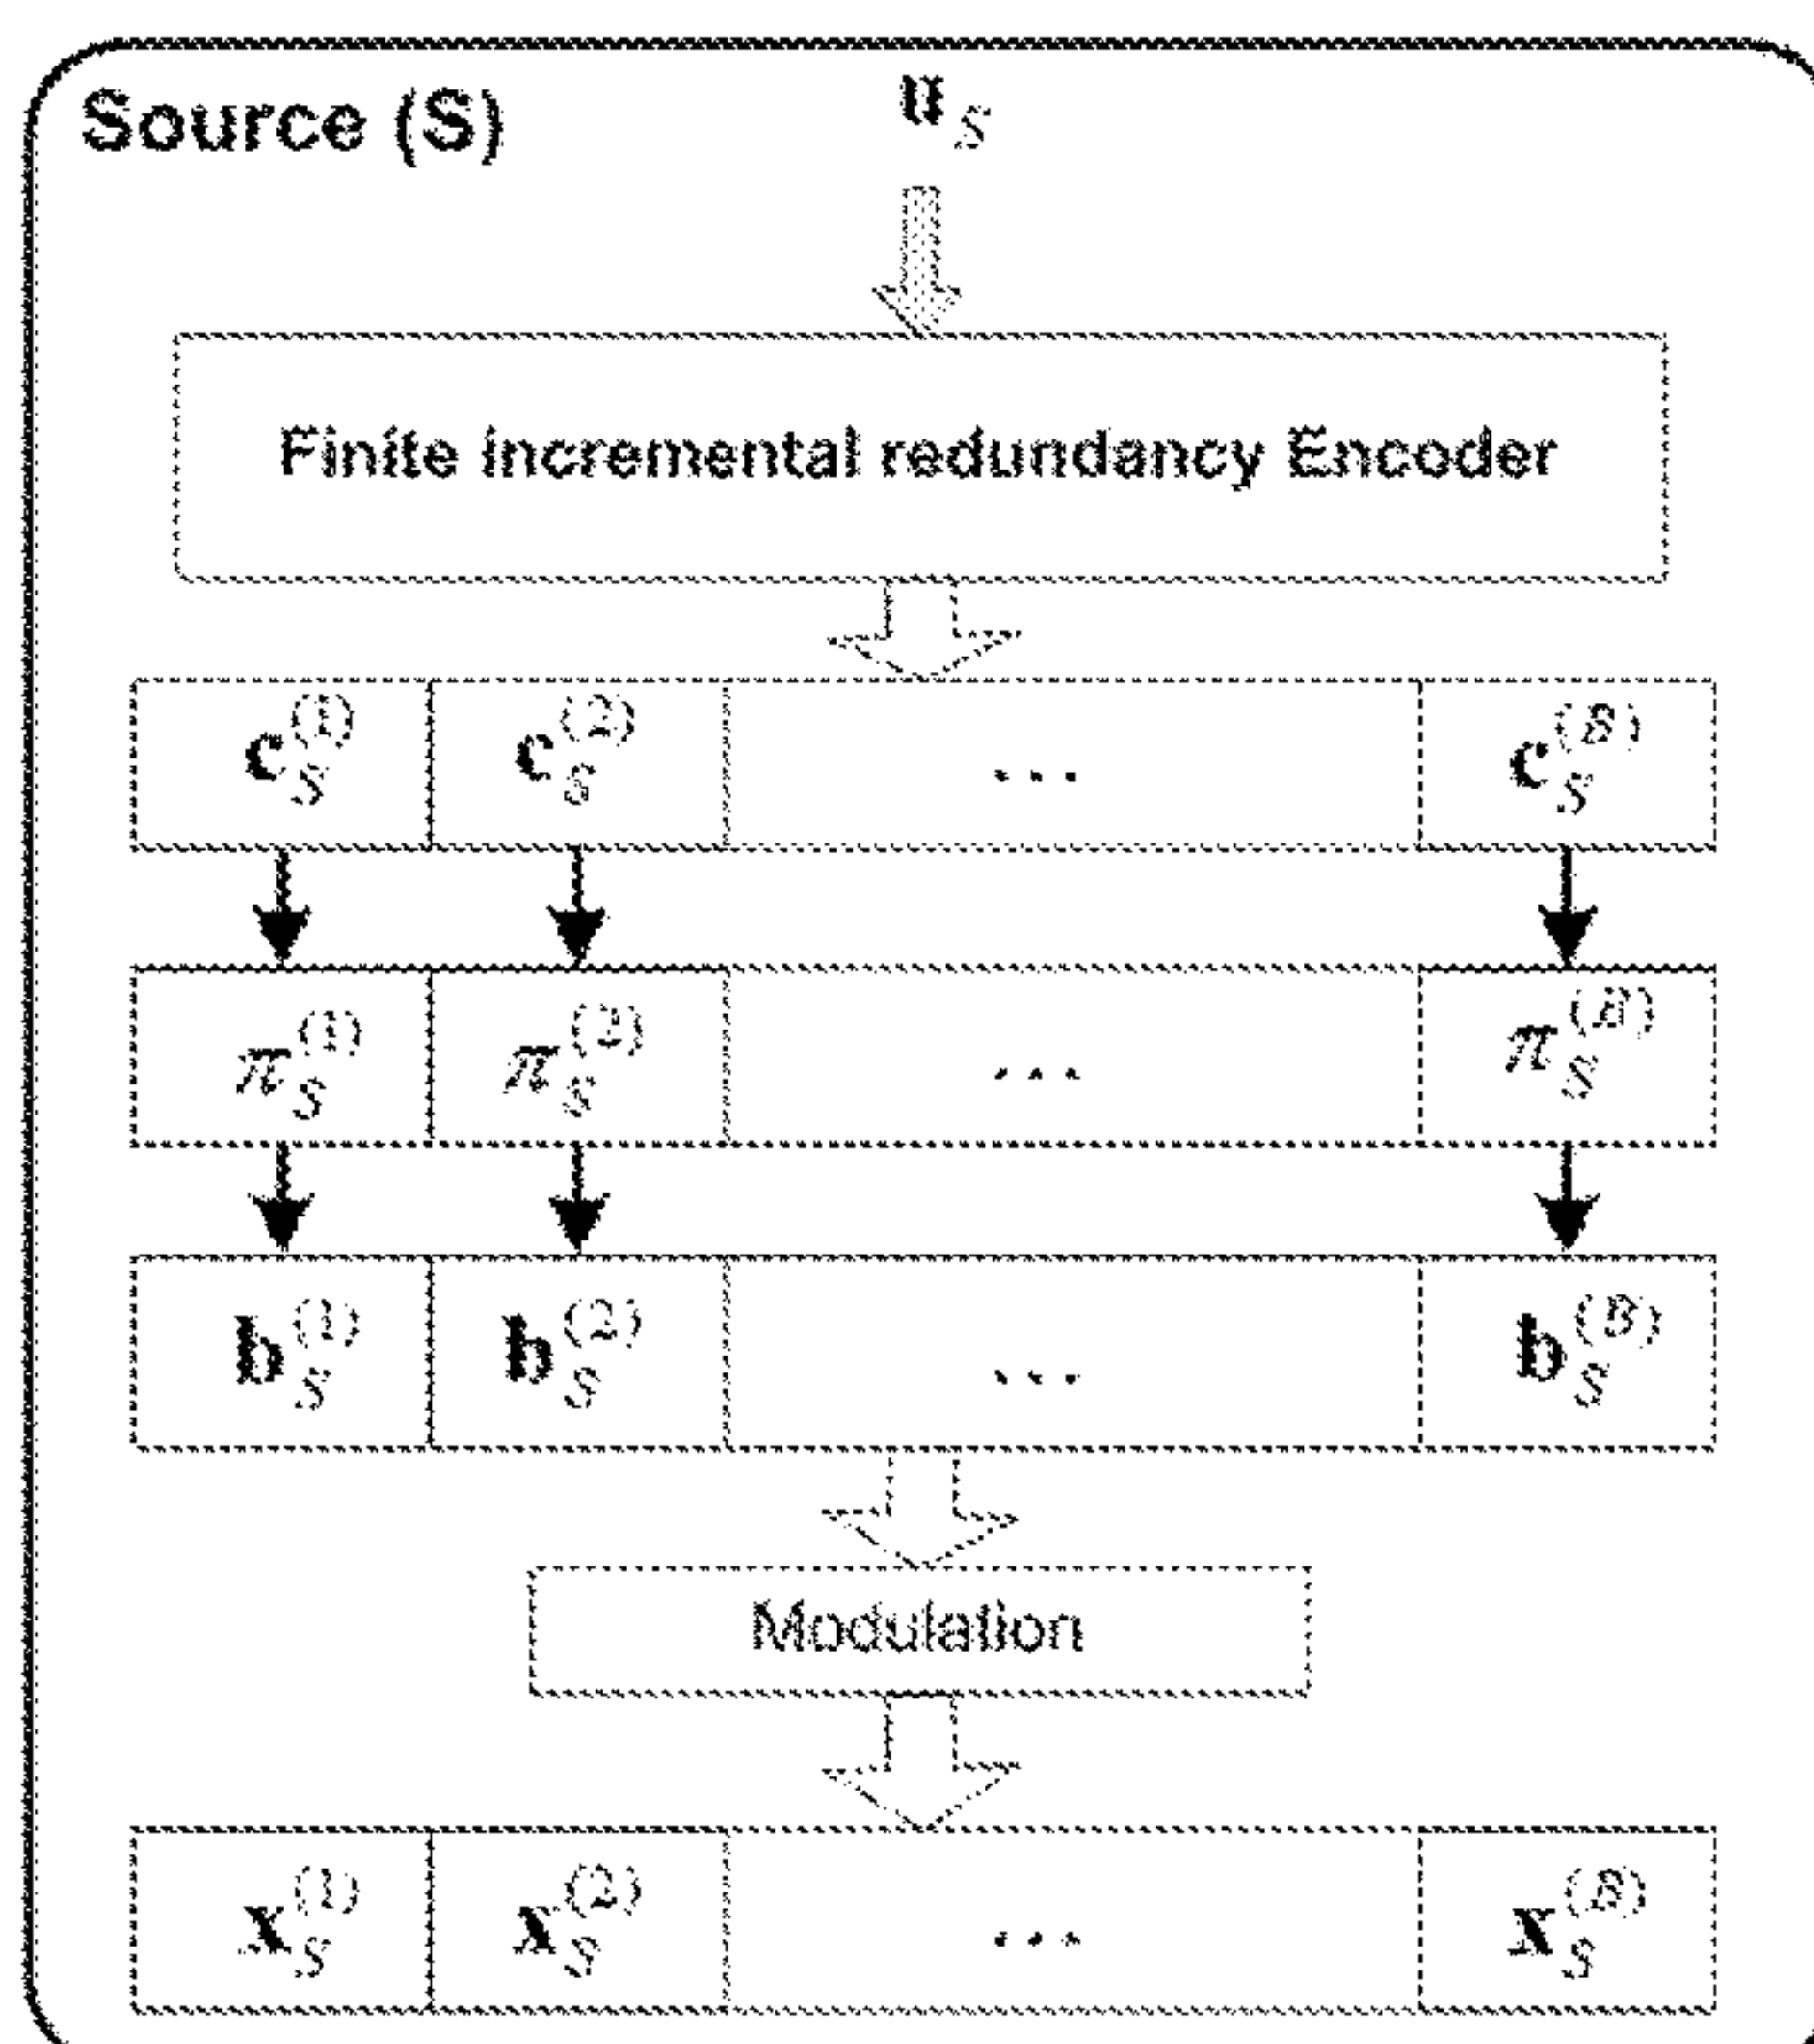 Source (S) u_S
Finite incremental redundancy Encoder
c_S^(1) c_S^(2) ... c_S^(B)
π_S^(1) π_S^(2) ... π_S^(B)
b_S^(1) b_S^(2) ... b_S^(B)
Modulation
x_S^(1) x_S^(2) ... x_S^(B)